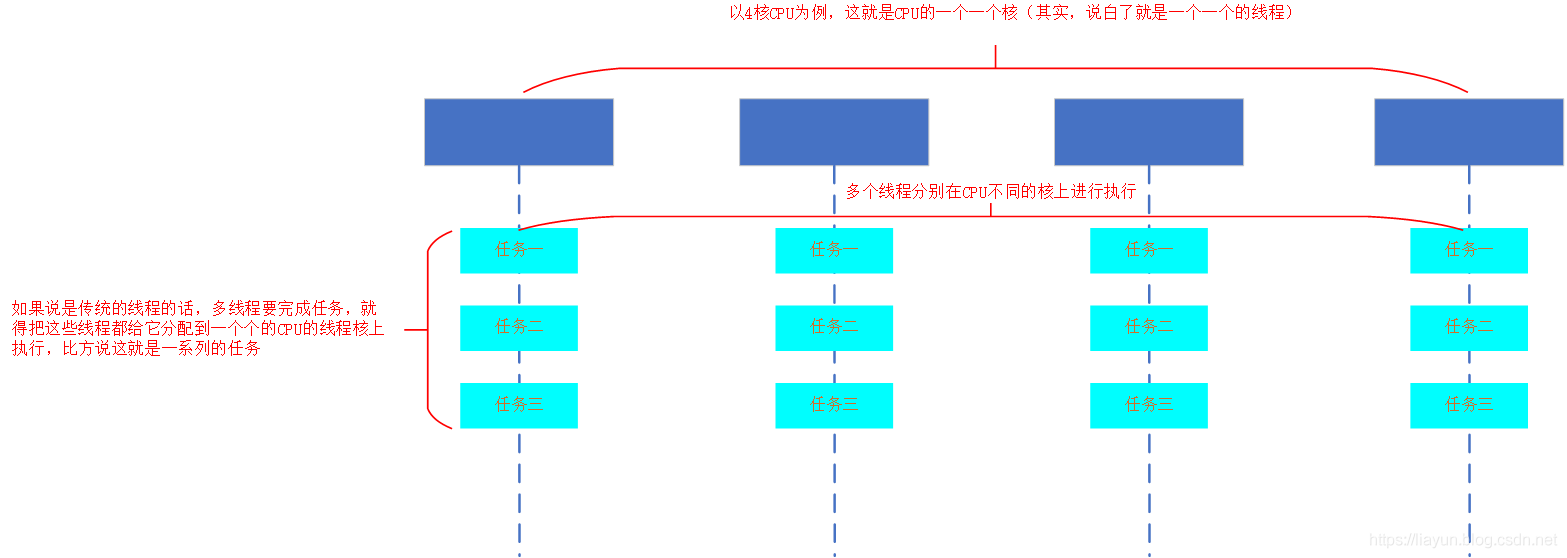 以4核CPU为例，这就是CPU的一个一个核（其实，说白了就是一个一个的线程）
多个线程分别在CPU不同的核上进行执行
任务一 任务一 任务一 任务一
如果说是传统的线程的话，多线程要完成任务，就
得把这些线程都给它分配到一个个的CPU的线程核上
执行，比方说这就是一系列的任务
任务二 任务二 任务二 任务二
任务三 任务三 任务三 任务三
https://liayun.blog.csdn.net